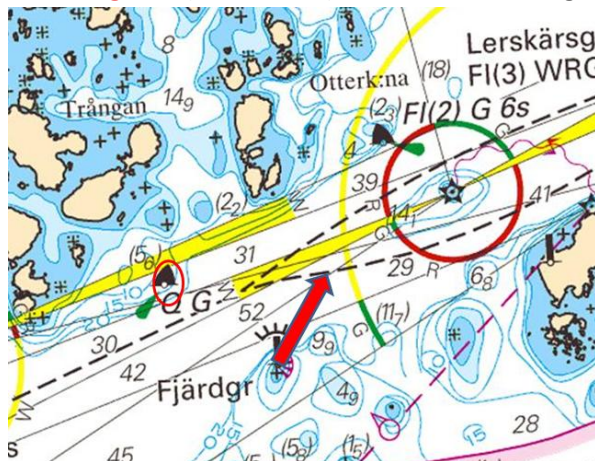 Lerskärsg
Fl(3) WRG
8
Otterk:na
(18)
14₉
Trångan
(2₃)
Fl(2) G 6s
4
G
39
R
14₁
G
41
(2₂)
N
31
(5₆)
29
R
6₈
W
Q G
52
(11₇)
G
30
9₉
42
Fjärdgr
4₉
W
s
45
15
28
(5₈)
(1₅)